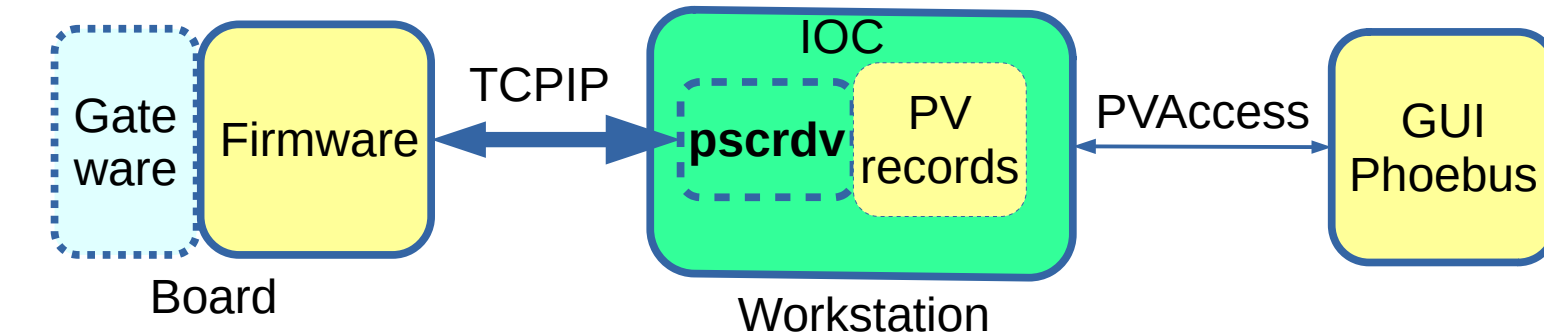 Gate
ware
Firmware
Board
TCPIP
IOC
pscrdv
PV
records
Workstation
PVAccess
GUI
Phoebus